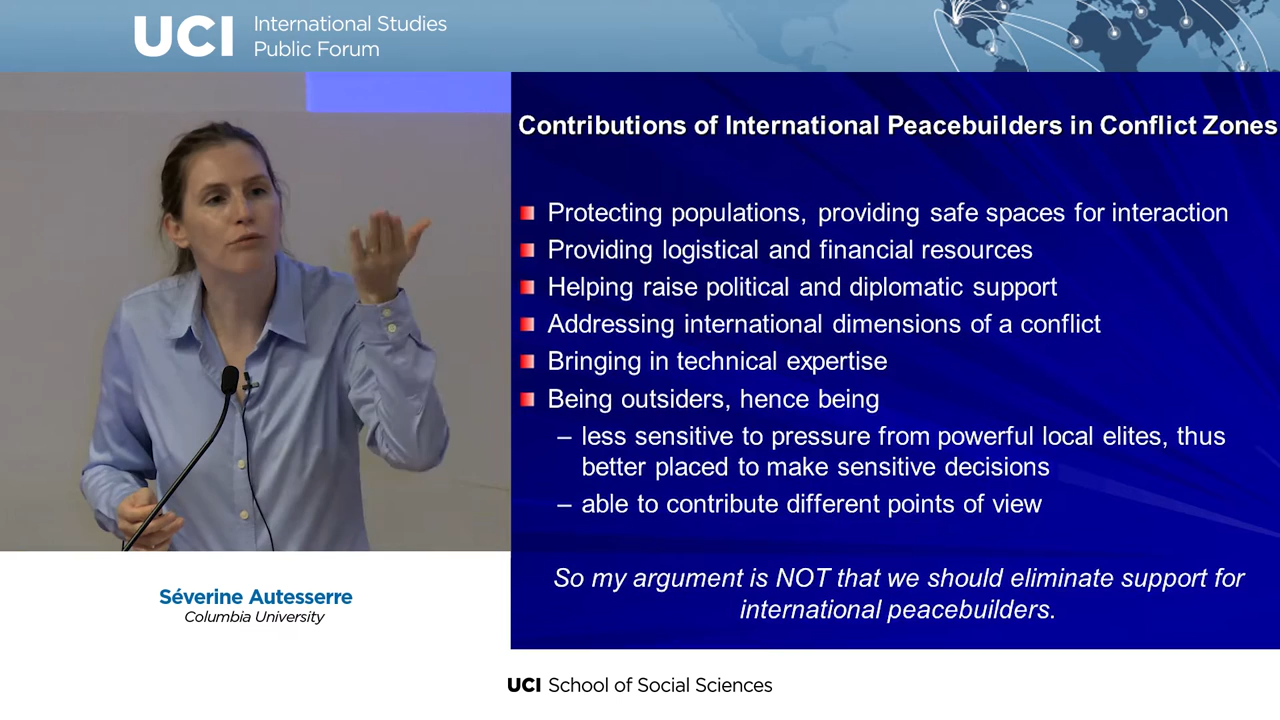 UCI International Studies
Public Forum
Contributions of International Peacebuilders in Conflict Zones
Protecting populations, providing safe spaces for interaction
Providing logistical and financial resources
Helping raise political and diplomatic support
Addressing international dimensions of a conflict
Bringing in technical expertise
Being outsiders, hence being
– less sensitive to pressure from powerful local elites, thus
better placed to make sensitive decisions
– able to contribute different points of view
So my argument is NOT that we should eliminate support for
international peacebuilders.
Séverine Autesserre
Columbia University
UCI School of Social Sciences